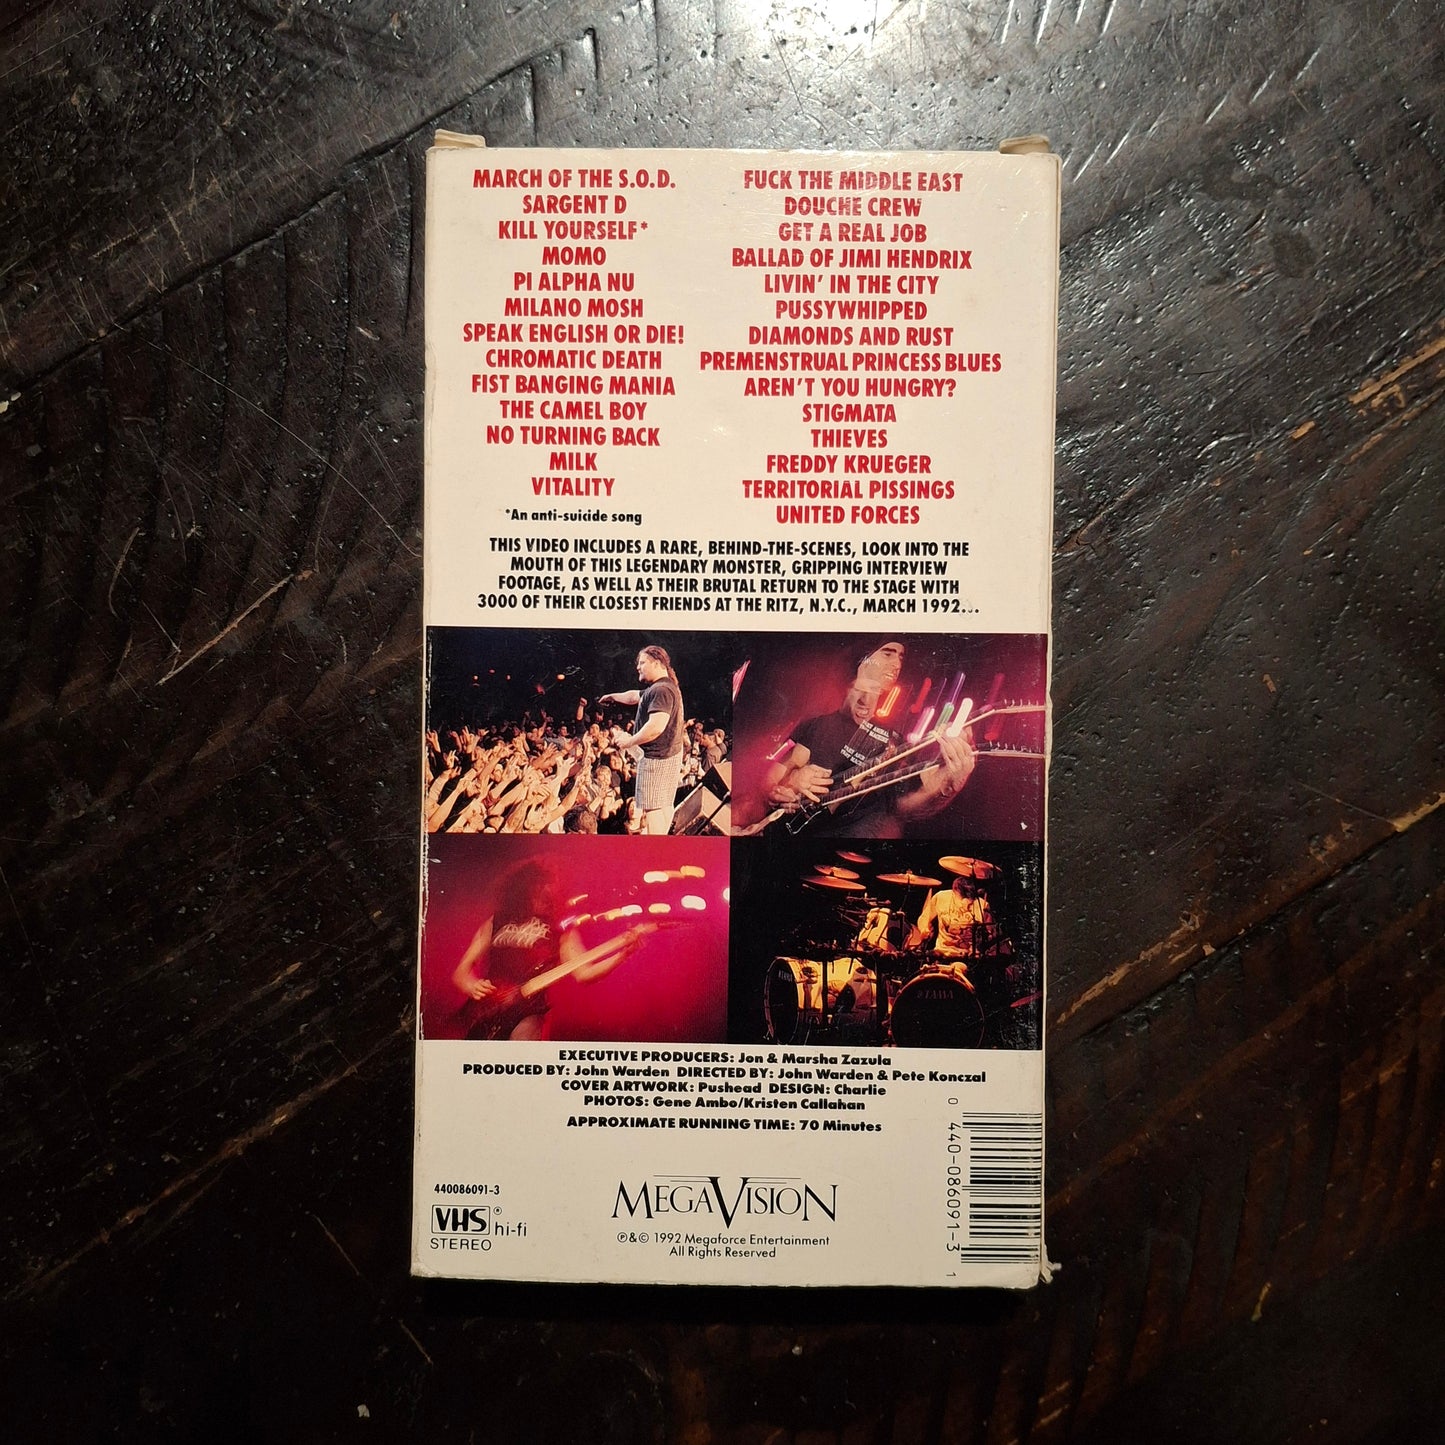 MARCH OF THE S.O.D.
SARGENT D
KILL YOURSELF*
MOMO
PI ALPHA NU
MILANO MOSH
SPEAK ENGLISH OR DIE!
CHROMATIC DEATH
FIST BANGING MANIA
THE CAMEL BOY
NO TURNING BACK
MILK
VITALITY
*An anti-suicide song
FUCK THE MIDDLE EAST
DOUCHE CREW
GET A REAL JOB
BALLAD OF JIMI HENDRIX
LIVIN' IN THE CITY
PUSSYWHIPPED
DIAMONDS AND RUST
PREMENSTRUAL PRINCESS BLUES
AREN'T YOU HUNGRY?
STIGMATA
THIEVES
FREDDY KRUEGER
TERRITORIAL PISSINGS
UNITED FORCES
THIS VIDEO INCLUDES A RARE, BEHIND-THE-SCENES, LOOK INTO THE
MOUTH OF THIS LEGENDARY MONSTER, GRIPPING INTERVIEW
FOOTAGE, AS WELL AS THEIR BRUTAL RETURN TO THE STAGE WITH
3000 OF THEIR CLOSEST FRIENDS AT THE RITZ, N.Y.C., MARCH 1992...
EXECUTIVE PRODUCERS: Jon & Marsha Zazula
PRODUCED BY: John Warden DIRECTED BY: John Warden & Pete Konczal
COVER ARTWORK: Pushead DESIGN: Charlie
PHOTOS: Gene Ambo/Kristen Callahan
APPROXIMATE RUNNING TIME: 70 Minutes
440086091-3
VHS® hi-fi
STEREO
MEGAVISION
℗&© 1992 Megaforce Entertainment
All Rights Reserved
0 440-086091-3 1